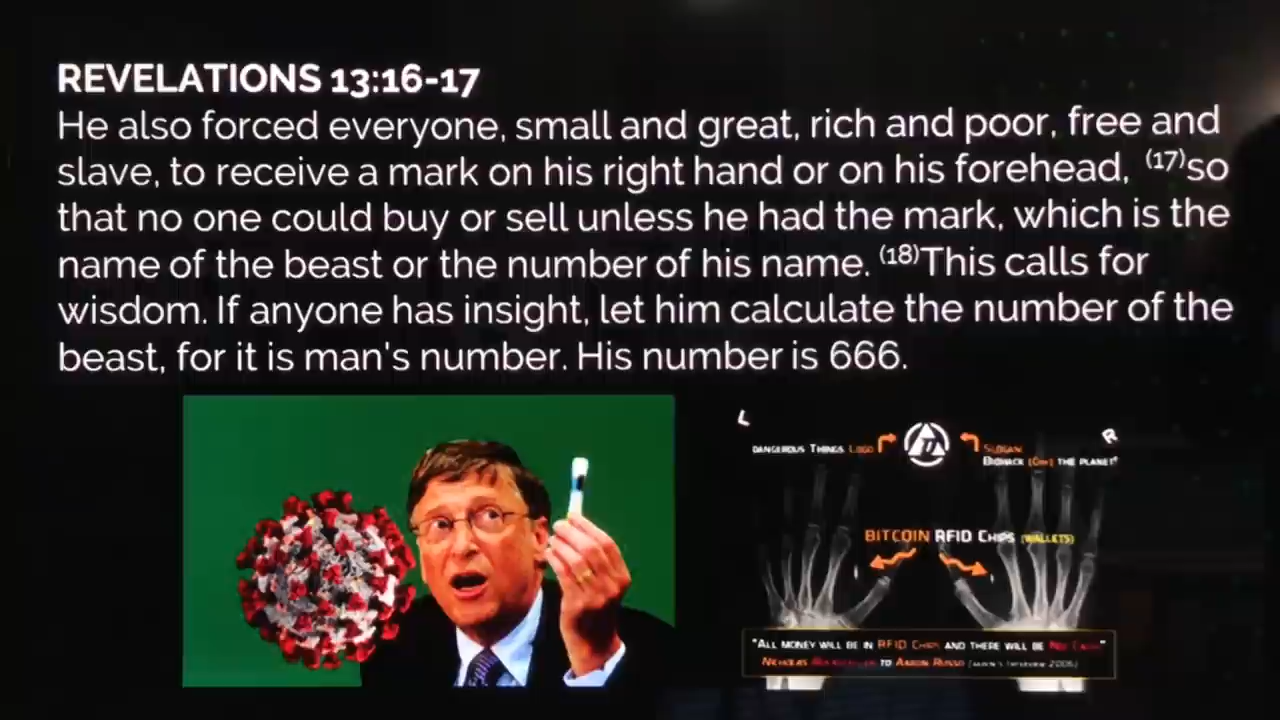 REVELATIONS 13:16-17
He also forced everyone, small and great, rich and poor, free and
slave, to receive a mark on his right hand or on his forehead, (17)so
that no one could buy or sell unless he had the mark, which is the
name of the beast or the number of his name. (18)This calls for
wisdom. If anyone has insight, let him calculate the number of the
beast, for it is man's number. His number is 666.
L
R
DANGEROUS THINGS LOGO
SLOGAN:
THE PLANET"
BITCOIN RFID CHIPS (WALLETS)
"ALL MONEY WILL BE IN RFID CHIPS AND THERE WILL BE NO CASH"
NICHOLAS ROCKEFELLER TO AARON RUSSO